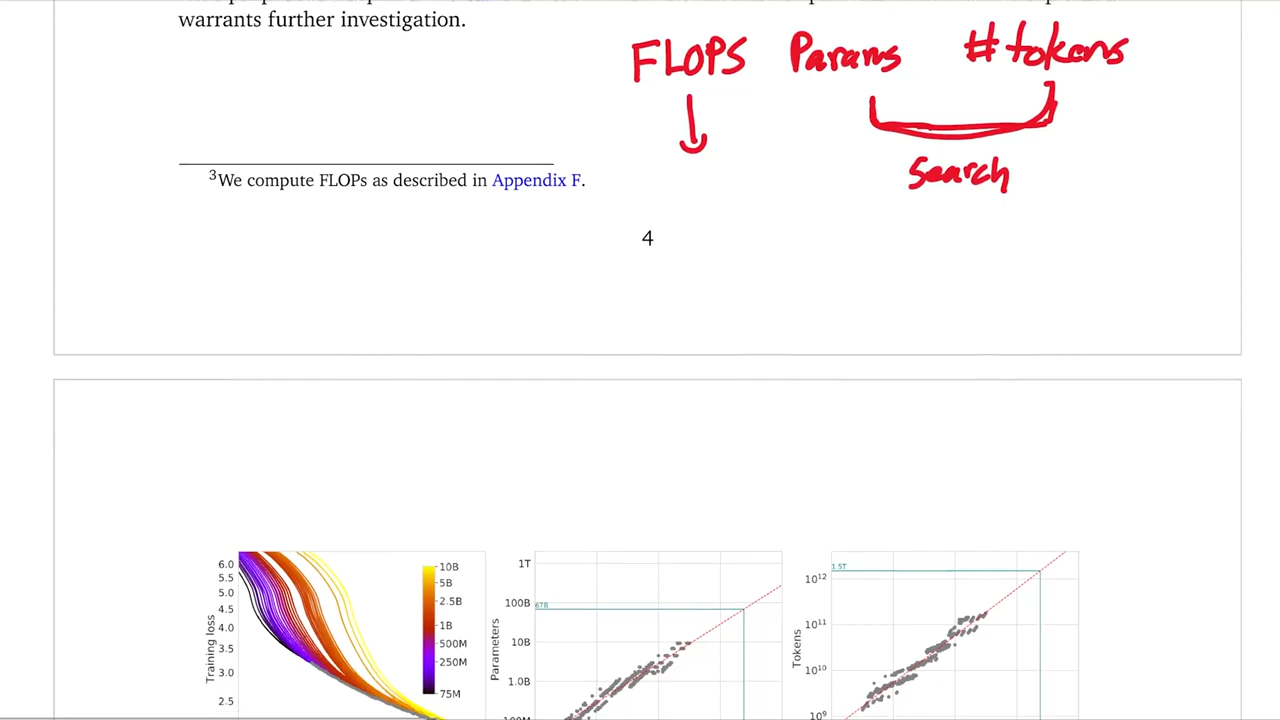 warrants further investigation.
FLOPS Params # tokens
search
³We compute FLOPs as described in Appendix F.
4
6.0
5.5
5.0
4.5
4.0
3.5
3.0
2.5
Training loss
10B
5B
2.5B
1B
500M
250M
75M
1T
100B
10B
1.0B
100M
Parameters
67B
10¹²
10¹¹
10¹⁰
10⁹
Tokens
1.5T